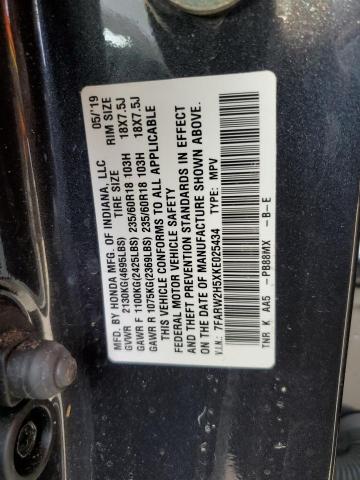 MFD. BY HONDA MFG. OF INDIANA, LLC 05/'19
TIRE SIZE RIM SIZE
GVWR 2130KG(4695LBS)
GAWR F 1100KG(2425LBS) 235/60R18 103H 18X7.5J
GAWR R 1075KG(2369LBS) 235/60R18 103H 18X7.5J
THIS VEHICLE CONFORMS TO ALL APPLICABLE
FEDERAL MOTOR VEHICLE SAFETY
AND THEFT PREVENTION STANDARDS IN EFFECT
ON THE DATE OF MANUFACTURE SHOWN ABOVE.
V.I.N.: 7FARW2H5XKE025434 TYPE: MPV
TNR K AA5 - PB88MX - B-E